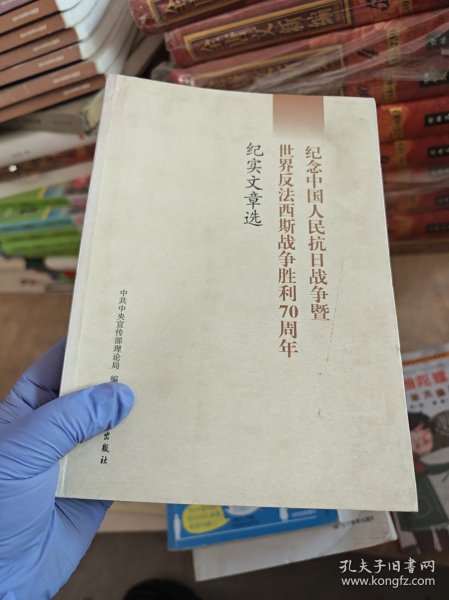 纪念中国人民抗日战争暨
世界反法西斯战争胜利70周年
纪实文章选
中共中央宣传部理论局 编
出版社
孔夫子旧书网
www.kongfz.com